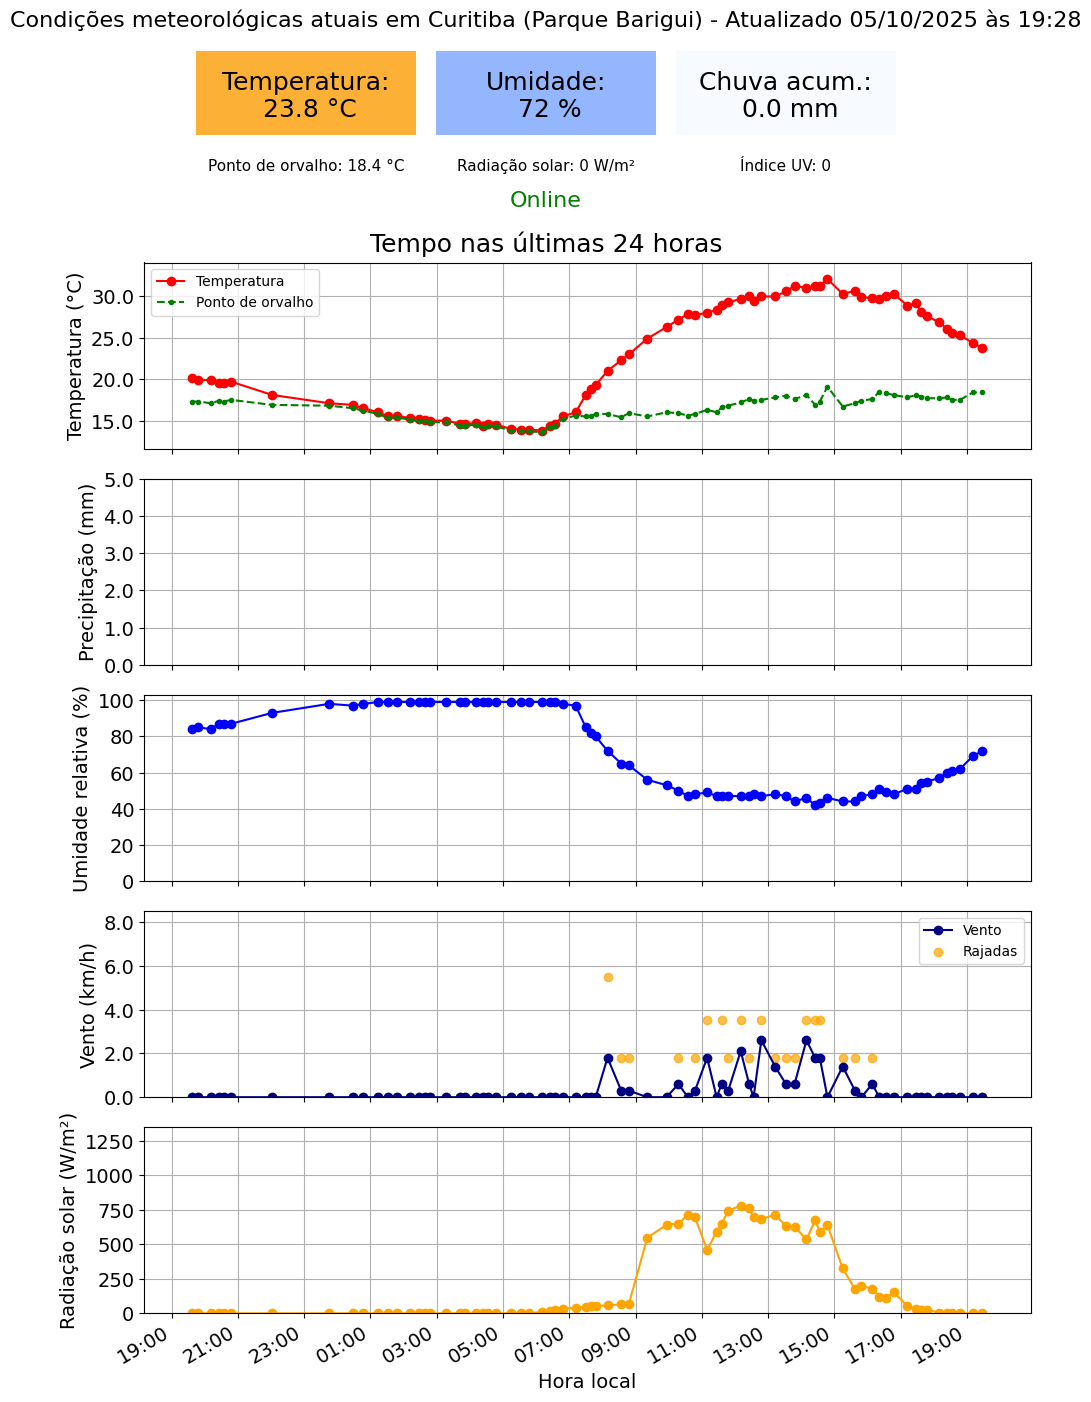 Condições meteorológicas atuais em Curitiba (Parque Barigui) - Atualizado 05/10/2025 às 19:28
Temperatura:
23.8 °C
Umidade:
72 %
Chuva acum.:
0.0 mm
Ponto de orvalho: 18.4 °C
Radiação solar: 0 W/m²
Índice UV: 0
Online
Tempo nas últimas 24 horas
Temperatura (°C)
30.0
25.0
20.0
15.0
Temperatura
Ponto de orvalho
Precipitação (mm)
5.0
4.0
3.0
2.0
1.0
0.0
Umidade relativa (%)
100
80
60
40
20
0
Vento (km/h)
8.0
6.0
4.0
2.0
0.0
Vento
Rajadas
Radiação solar (W/m²)
1250
1000
750
500
250
0
19:00
21:00
23:00
01:00
03:00
05:00
07:00
09:00
11:00
13:00
15:00
17:00
19:00
Hora local